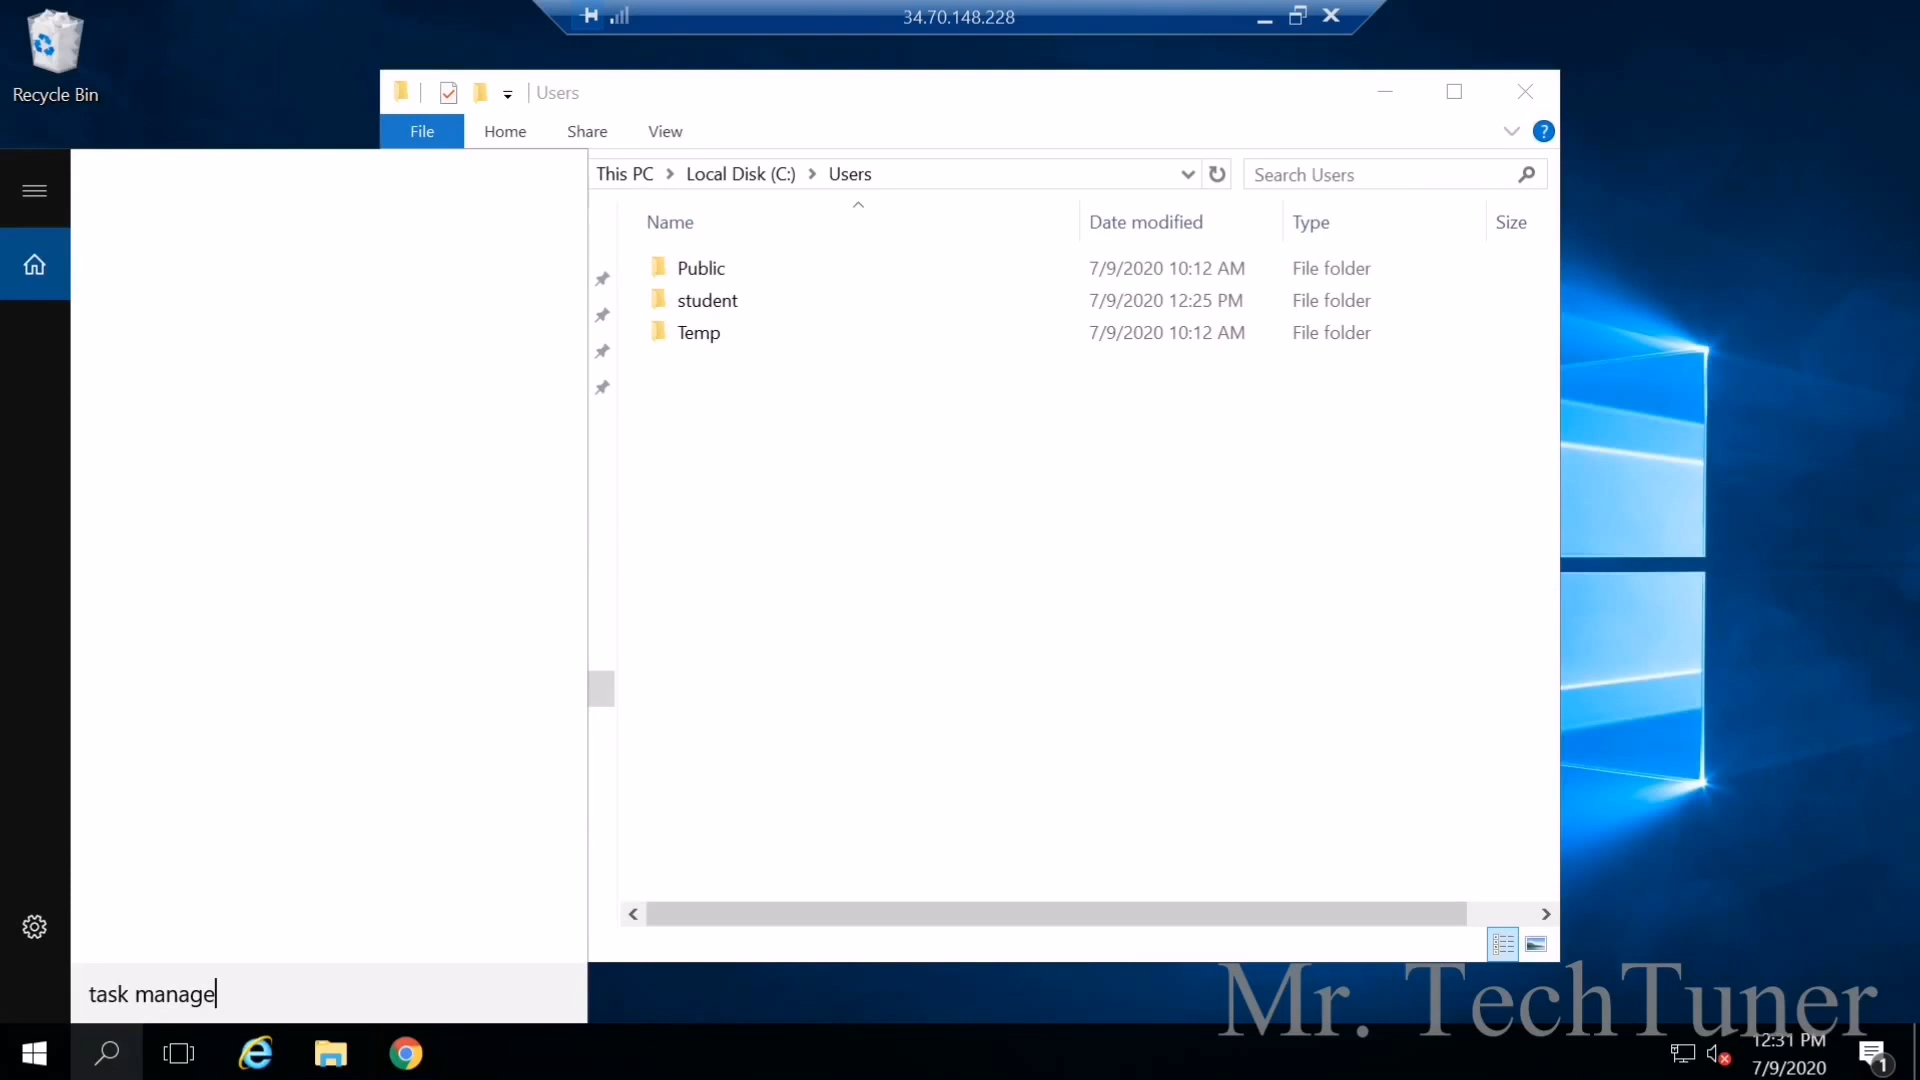 34.70.148.228
Recycle Bin
Users
File Home Share View
This PC Local Disk (C:) Users
Search Users
Name Date modified Type Size
Public 7/9/2020 10:12 AM File folder
student 7/9/2020 12:25 PM File folder
Temp 7/9/2020 10:12 AM File folder
task manage
Mr. TechTuner
12:31 PM
7/9/2020
1